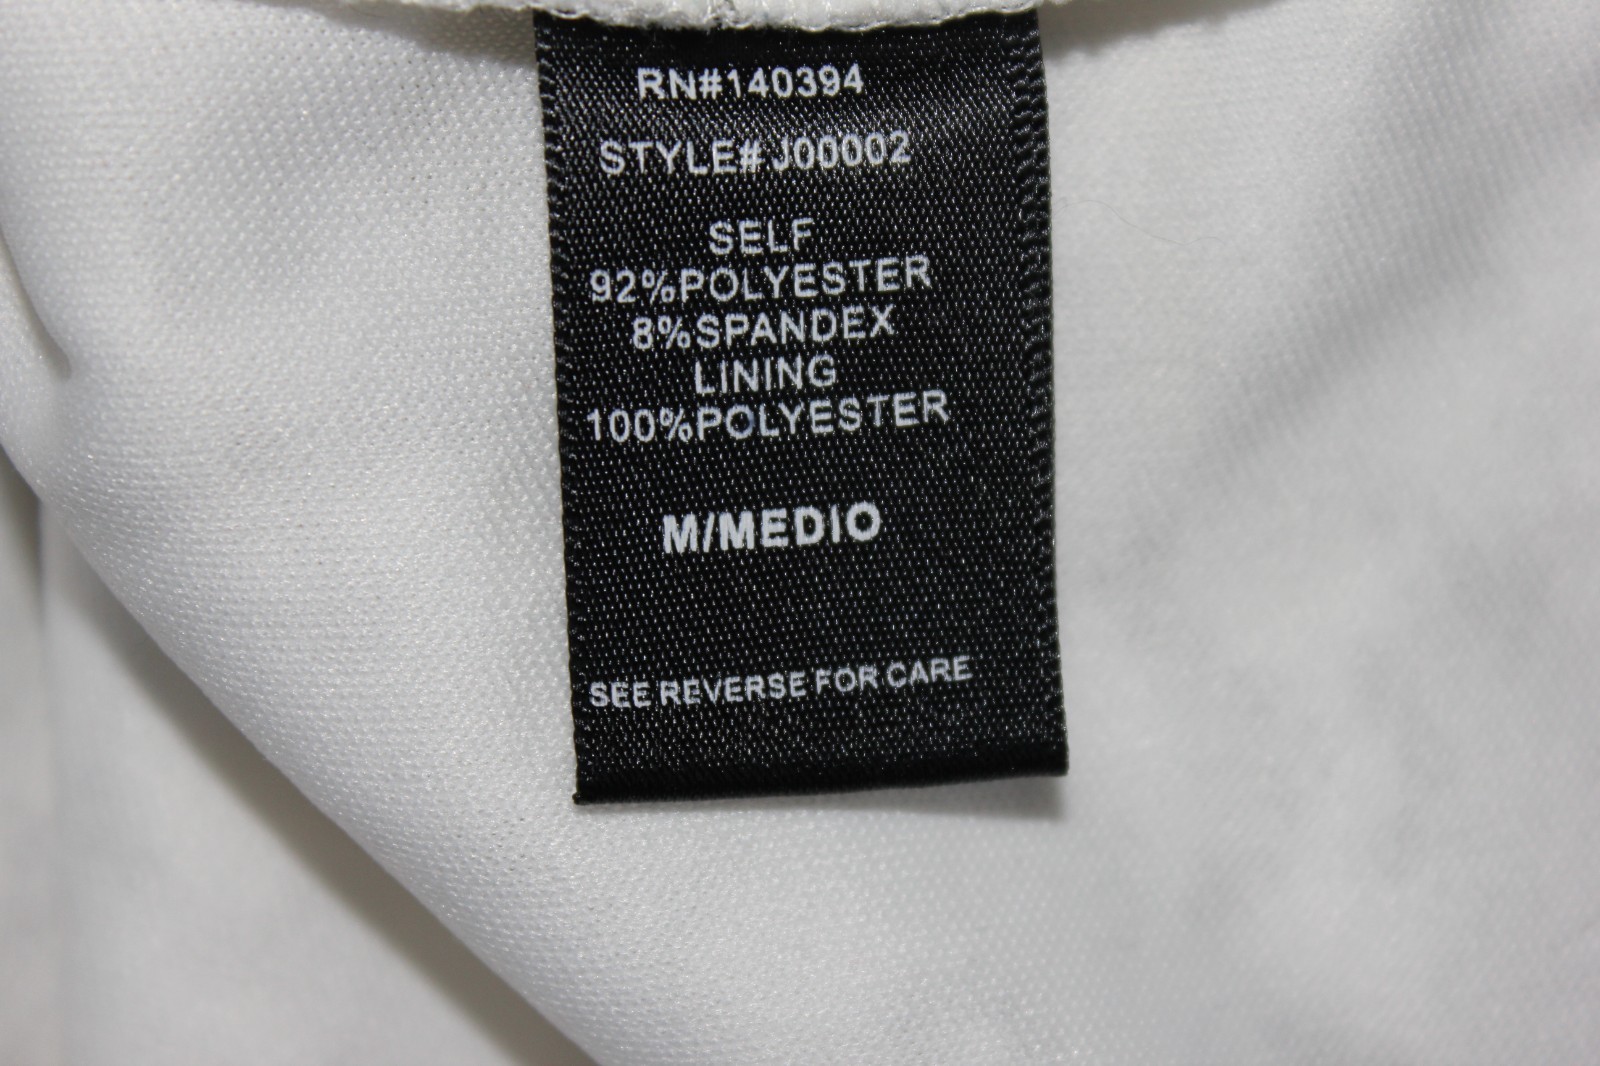 RN#140394
STYLE# J00002
SELF
92%POLYESTER
8%SPANDEX
LINING
100%POLYESTER
M/MEDIO
SEE REVERSE FOR CARE